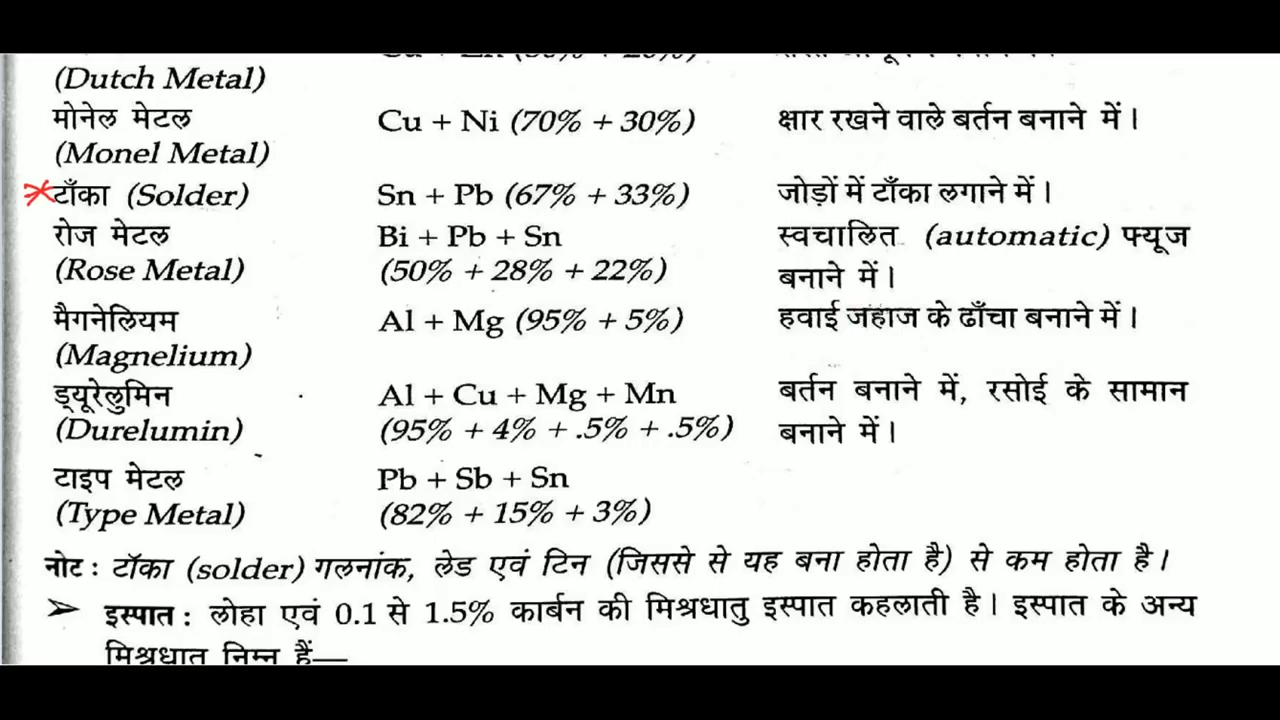 (Dutch Metal)
मोनेल मेटल Cu + Ni (70% + 30%) क्षार रखने वाले बर्तन बनाने में।
(Monel Metal)
टाँका (Solder) Sn + Pb (67% + 33%) जोड़ों में टाँका लगाने में।
रोज मेटल Bi + Pb + Sn स्वचालित (automatic) फ्यूज
(Rose Metal) (50% + 28% + 22%) बनाने में।
मैगनेलियम Al + Mg (95% + 5%) हवाई जहाज के ढाँचा बनाने में।
(Magnelium)
ड्यूरेलुमिन Al + Cu + Mg + Mn बर्तन बनाने में, रसोई के सामान
(Durelumin) (95% + 4% + .5% + .5%) बनाने में।
टाइप मेटल Pb + Sb + Sn
(Type Metal) (82% + 15% + 3%)
नोट : टॉका (solder) गलनांक, लेड एवं टिन (जिससे से यह बना होता है) से कम होता है।
➢ इस्पात : लोहा एवं 0.1 से 1.5% कार्बन की मिश्रधातु इस्पात कहलाती है। इस्पात के अन्य
मिश्रधातु निम्न हैं—